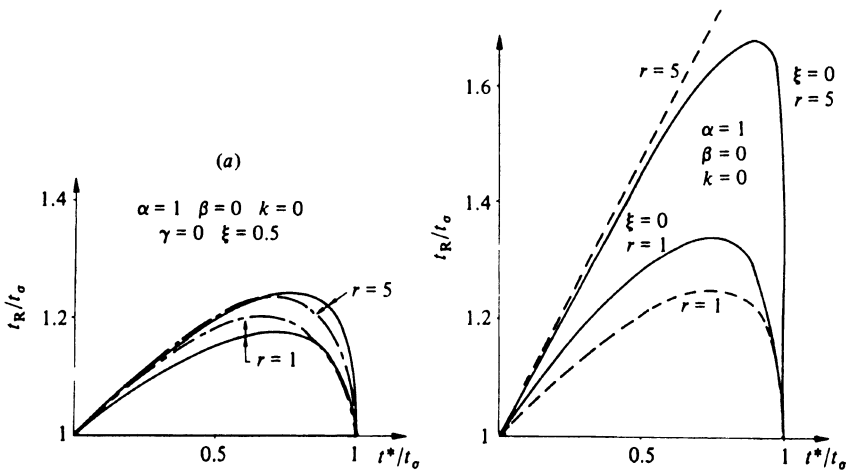 (a)
1.4
α = 1 β = 0 k = 0
γ = 0 ξ = 0.5
t_R/t_σ
1.2
r = 5
r = 1
1
0.5
1
t*/t_σ
r = 5
ξ = 0
r = 5
1.6
α = 1
β = 0
k = 0
1.4
ξ = 0
r = 1
t_R/t_σ
1.2
r = 1
1
0.5
1
t*/t_σ